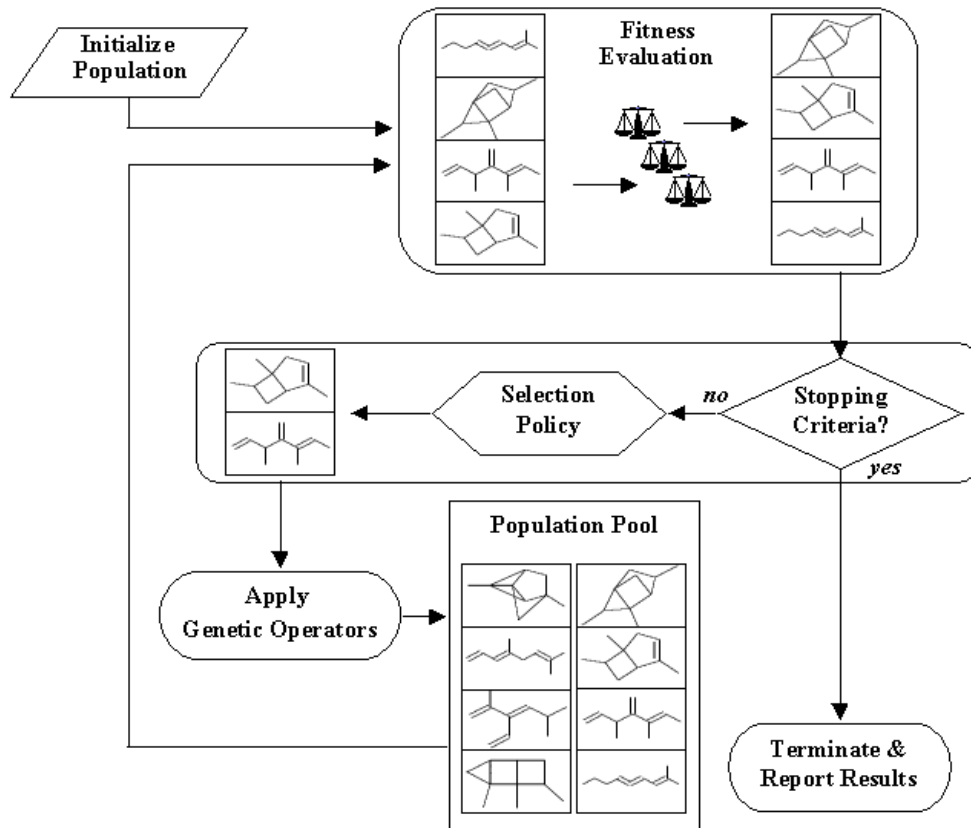 Initialize
Population
Fitness
Evaluation
Stopping
Criteria?
no
yes
Selection
Policy
Population Pool
Apply
Genetic Operators
Terminate &
Report Results